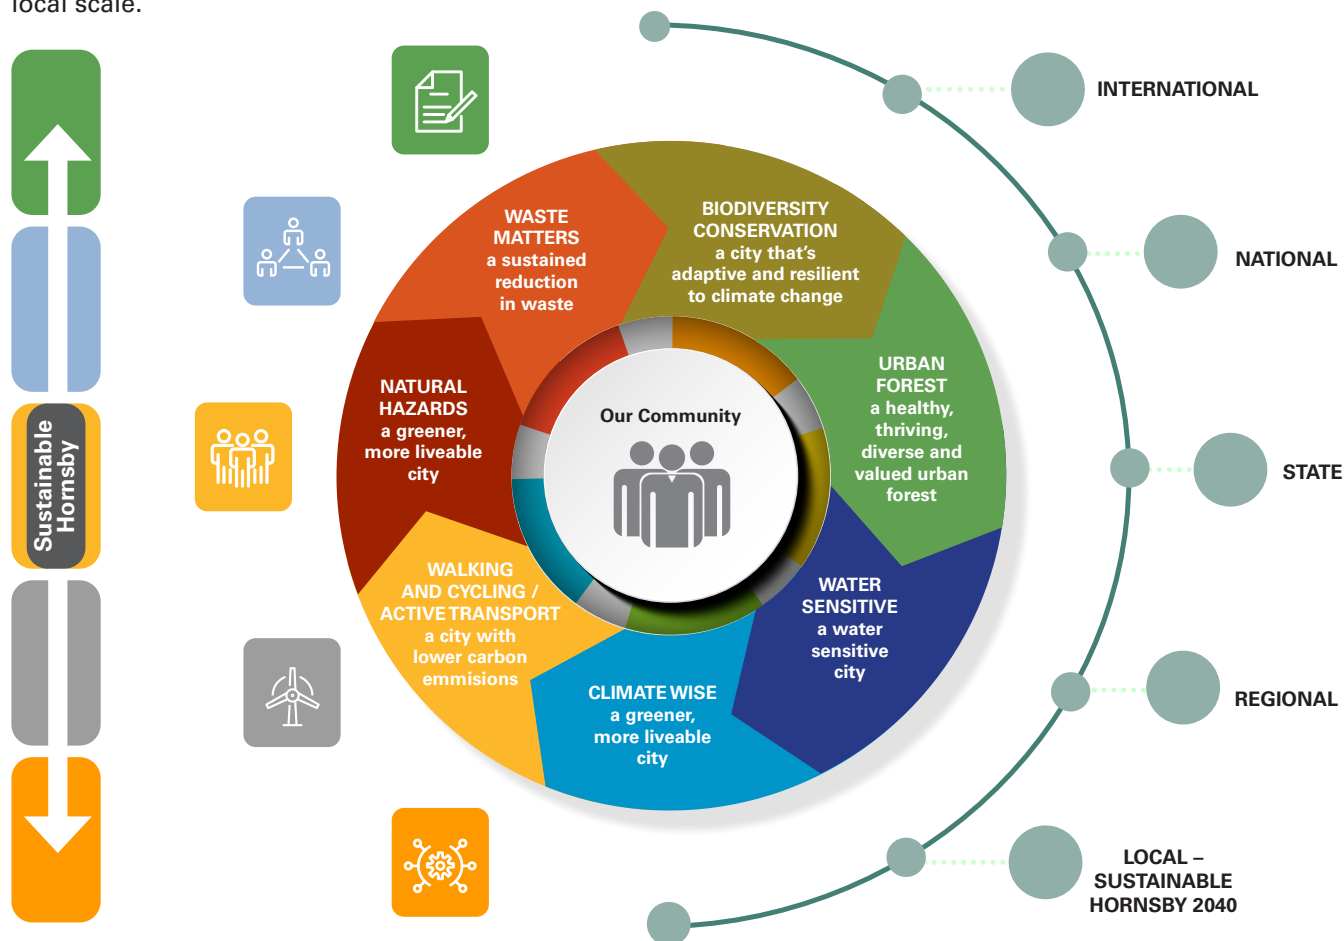 local scale.
Sustainable
Hornsby
WASTE
MATTERS
a sustained
reduction
in waste
BIODIVERSITY
CONSERVATION
a city that's
adaptive and resilient
to climate change
URBAN
FOREST
a healthy,
thriving,
diverse and
valued urban
forest
NATURAL
HAZARDS
a greener,
more liveable
city
Our Community
WALKING
AND CYCLING /
ACTIVE TRANSPORT
a city with
lower carbon
emmisions
WATER
SENSITIVE
a water
sensitive
city
CLIMATE WISE
a greener,
more liveable
city
INTERNATIONAL
NATIONAL
STATE
REGIONAL
LOCAL –
SUSTAINABLE
HORNSBY 2040